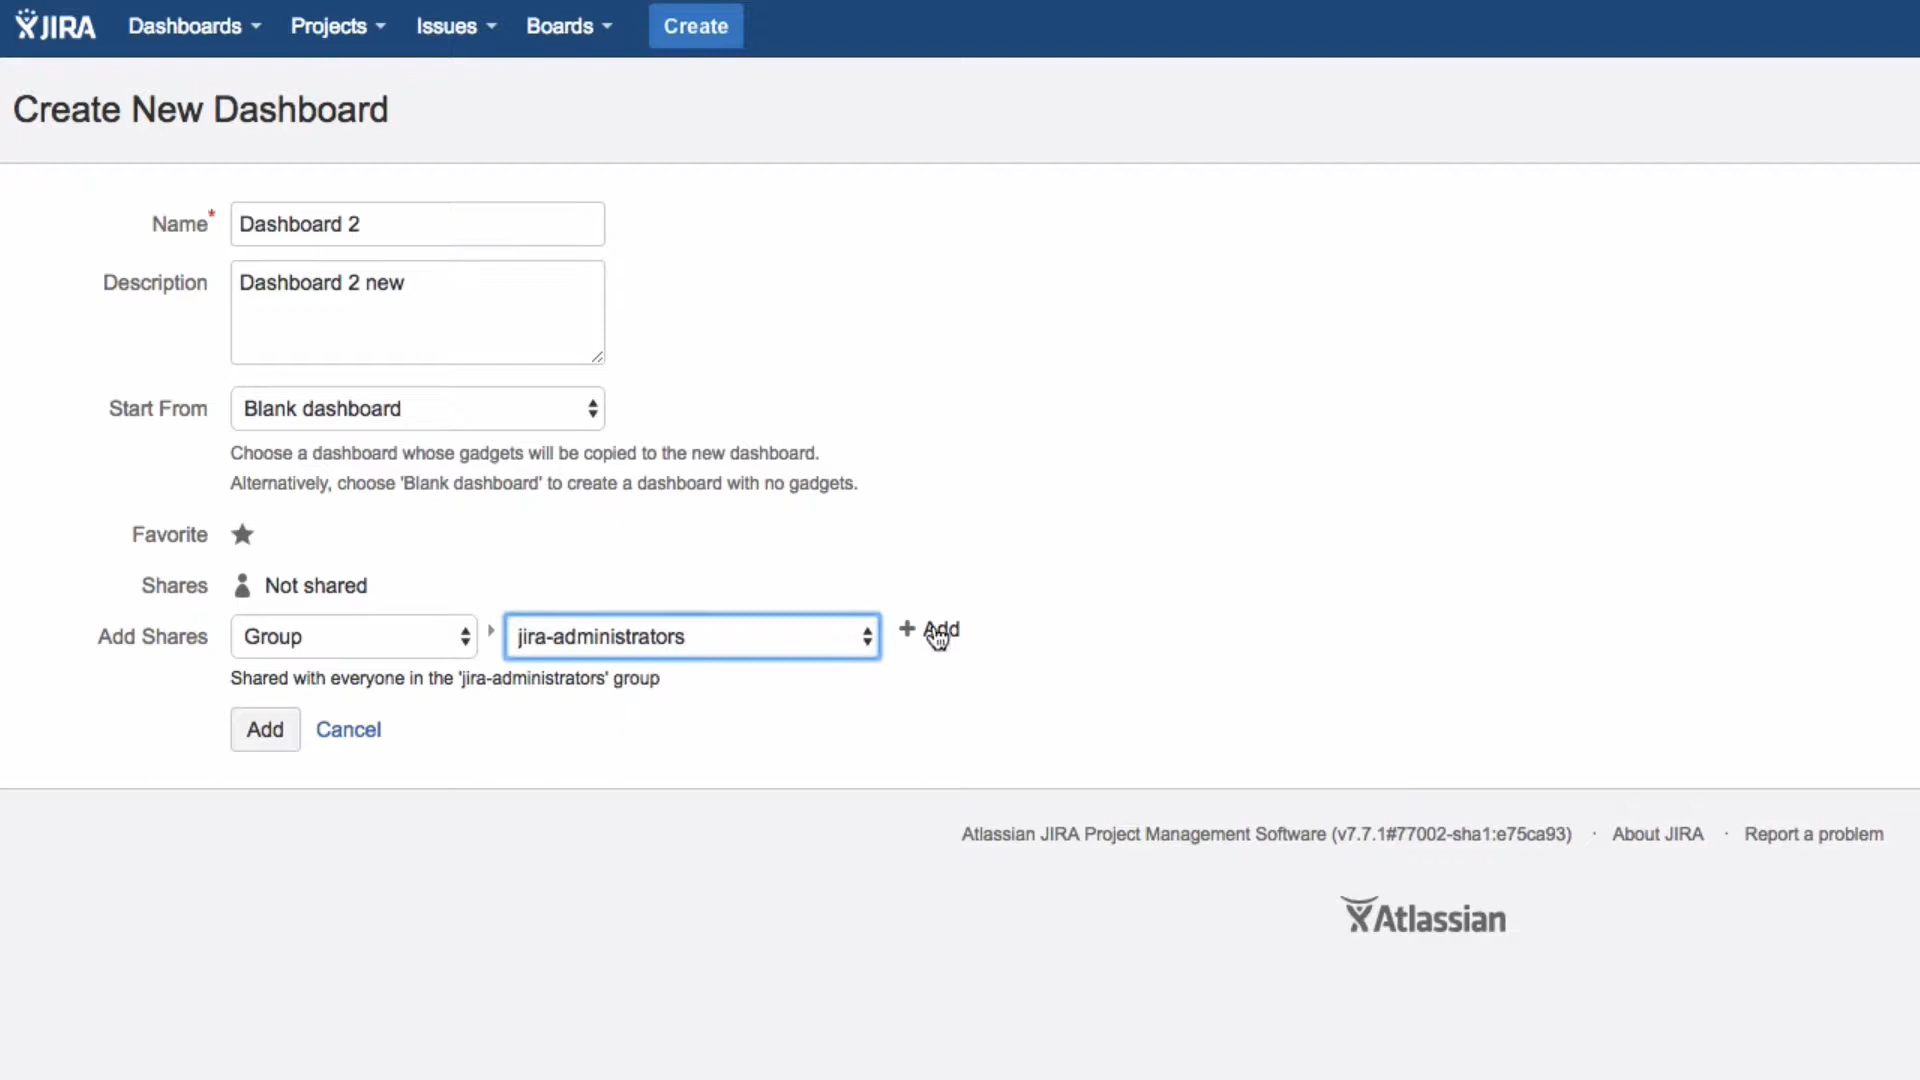 JIRA Dashboards Projects Issues Boards Create
Create New Dashboard
Name* Dashboard 2
Description Dashboard 2 new
Start From Blank dashboard
Choose a dashboard whose gadgets will be copied to the new dashboard.
Alternatively, choose 'Blank dashboard' to create a dashboard with no gadgets.
Favorite
Shares Not shared
Add Shares Group jira-administrators + Add
Shared with everyone in the 'jira-administrators' group
Add Cancel
Atlassian JIRA Project Management Software (v7.7.1#77002-sha1:e75ca93) · About JIRA · Report a problem
Atlassian